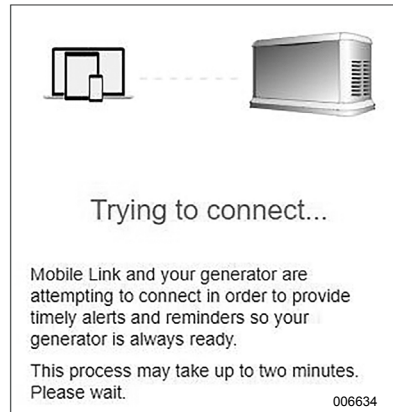 Trying to connect...
Mobile Link and your generator are
attempting to connect in order to provide
timely alerts and reminders so your
generator is always ready.
This process may take up to two minutes.
Please wait.
006634